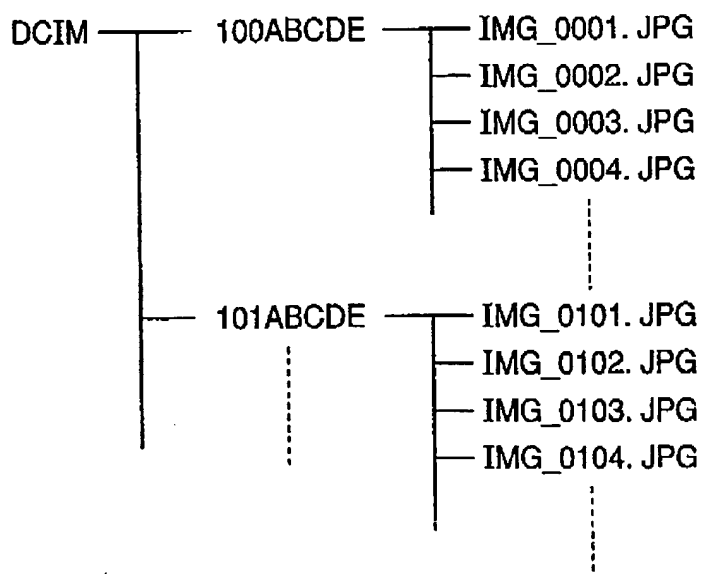 DCIM 100ABCDE IMG_0001. JPG
IMG_0002. JPG
IMG_0003. JPG
IMG_0004. JPG
101ABCDE IMG_0101. JPG
IMG_0102. JPG
IMG_0103. JPG
IMG_0104. JPG